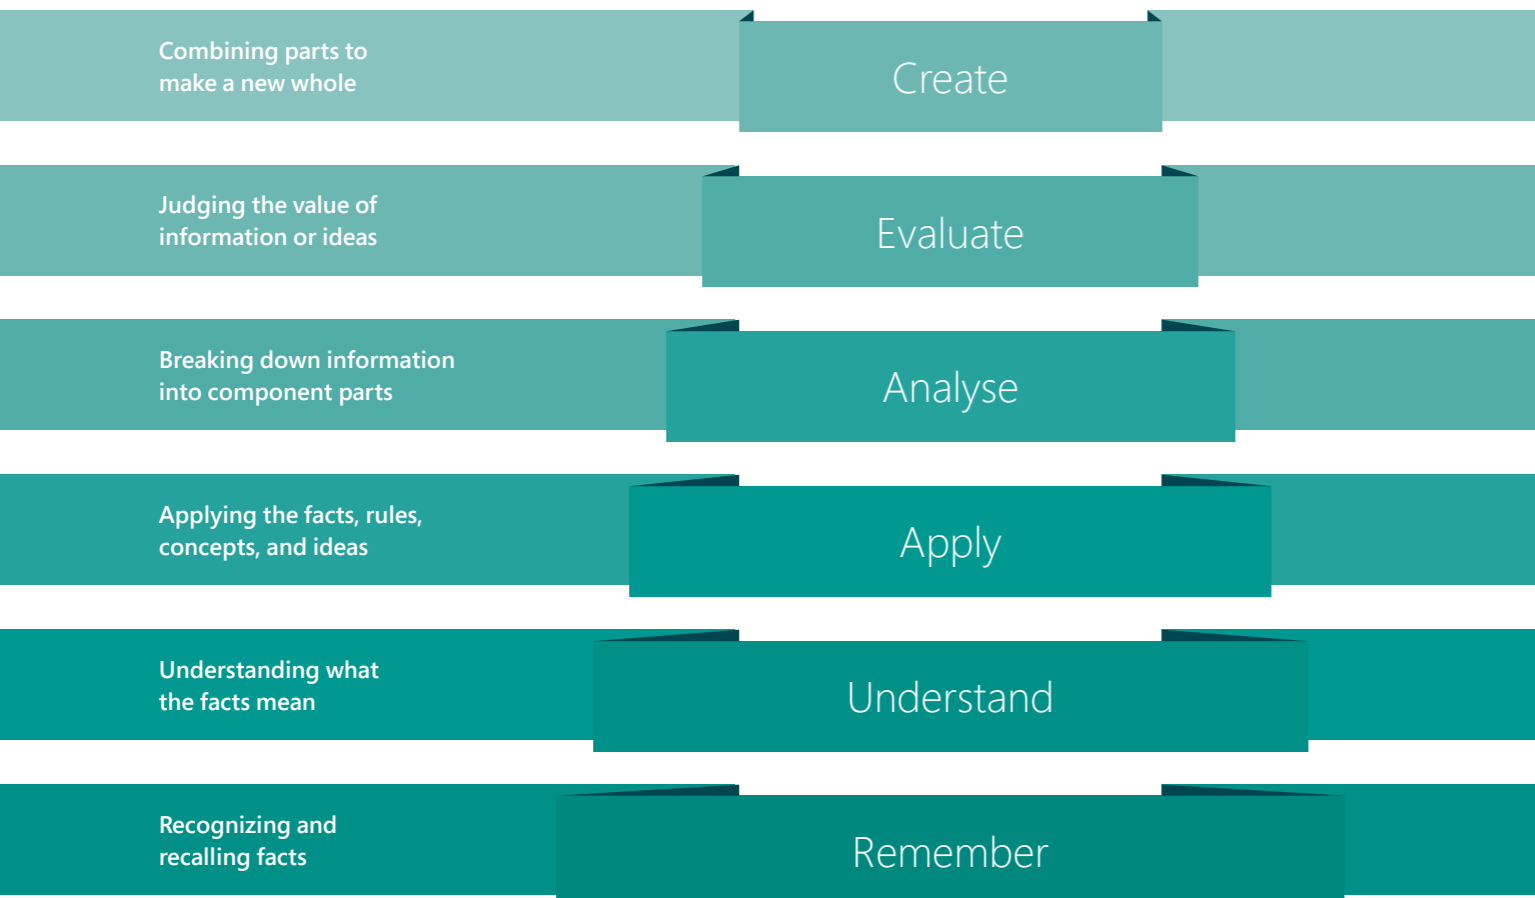 Combining parts to
make a new whole
Create
Judging the value of
information or ideas
Evaluate
Breaking down information
into component parts
Analyse
Applying the facts, rules,
concepts, and ideas
Apply
Understanding what
the facts mean
Understand
Recognizing and
recalling facts
Remember